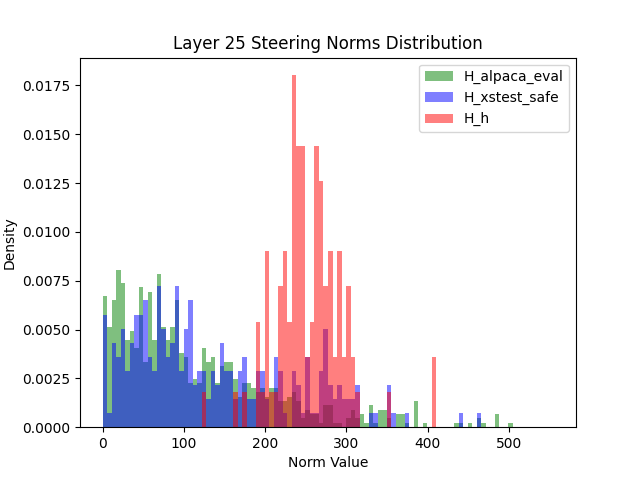 Layer 25 Steering Norms Distribution
H_alpaca_eval
H_xstest_safe
H_h
Density
0.0175
0.0150
0.0125
0.0100
0.0075
0.0050
0.0025
0.0000
0 100 200 300 400 500
Norm Value